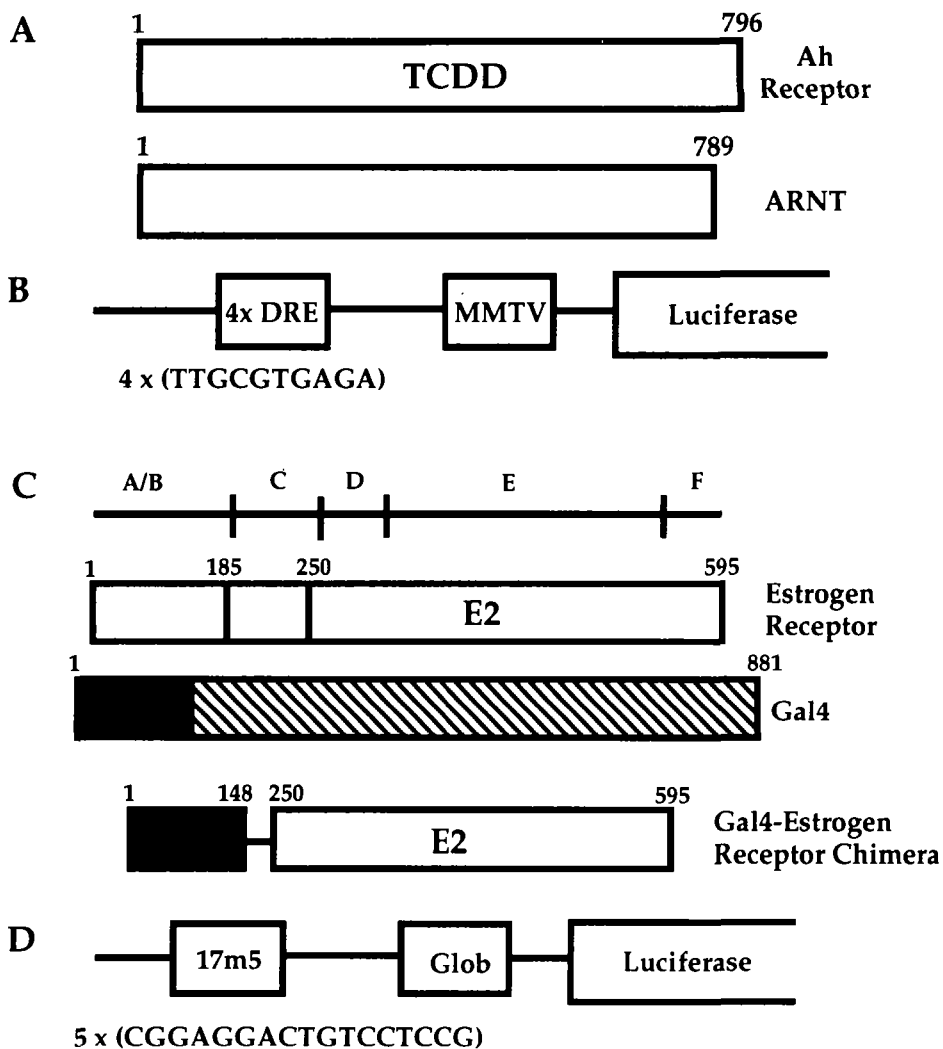 A
1 796
TCDD
Ah
Receptor
1 789
ARNT
B
4x DRE MMTV Luciferase
4 x (TTGCGTGAGA)
C
A/B C D E F
1 185 250 595
E2
Estrogen
Receptor
1 881
Gal4
1 148 250 595
E2
Gal4-Estrogen
Receptor Chimera
D
17m5 Glob Luciferase
5 x (CGGAGGACTGTCCTCCG)